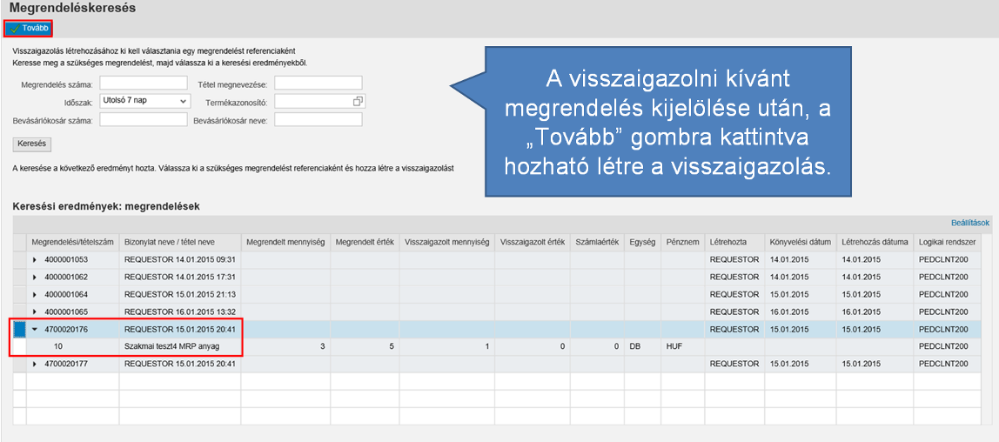 Megrendeléskeresés
Tovább
Visszaigazolás létrehozásához ki kell választania egy megrendelést referenciaként
Keresse meg a szükséges megrendelést, majd válassza ki a keresési eredményekből.
Megrendelés száma: Tétel megnevezése:
Időszak: Utolsó 7 nap Termékazonosító:
Bevásárlókosár száma: Bevásárlókosár neve:
Keresés
A keresése a következő eredményt hozta. Válassza ki a szükséges megrendelést referenciaként és hozza létre a visszaigazolást
A visszaigazolni kívánt
megrendelés kijelölése után, a
„Tovább” gombra kattintva
hozható létre a visszaigazolás.
Keresési eredmények: megrendelések
Beállítások
Megrendelési/tételszám Bizonylat neve / tétel neve Megrendelt mennyiség Megrendelt érték Visszaigazolt mennyiség Visszaigazolt érték Számlaérték Egység Pénznem Létrehozta Könyvelési dátum Létrehozás dátuma Logikai rendszer
4000001053 REQUESTOR 14.01.2015 09:31 REQUESTOR 14.01.2015 14.01.2015 PEDCLNT200
4000001062 REQUESTOR 14.01.2015 17:31 REQUESTOR 14.01.2015 14.01.2015 PEDCLNT200
4000001064 REQUESTOR 15.01.2015 21:13 REQUESTOR 15.01.2015 15.01.2015 PEDCLNT200
4000001065 REQUESTOR 16.01.2015 13:32 REQUESTOR 16.01.2015 16.01.2015 PEDCLNT200
4700020176 REQUESTOR 15.01.2015 20:41 REQUESTOR 15.01.2015 15.01.2015 PEDCLNT200
10 Szakmai teszt4 MRP anyag 3 5 1 0 0 DB HUF PEDCLNT200
4700020177 REQUESTOR 15.01.2015 20:41 REQUESTOR 15.01.2015 15.01.2015 PEDCLNT200